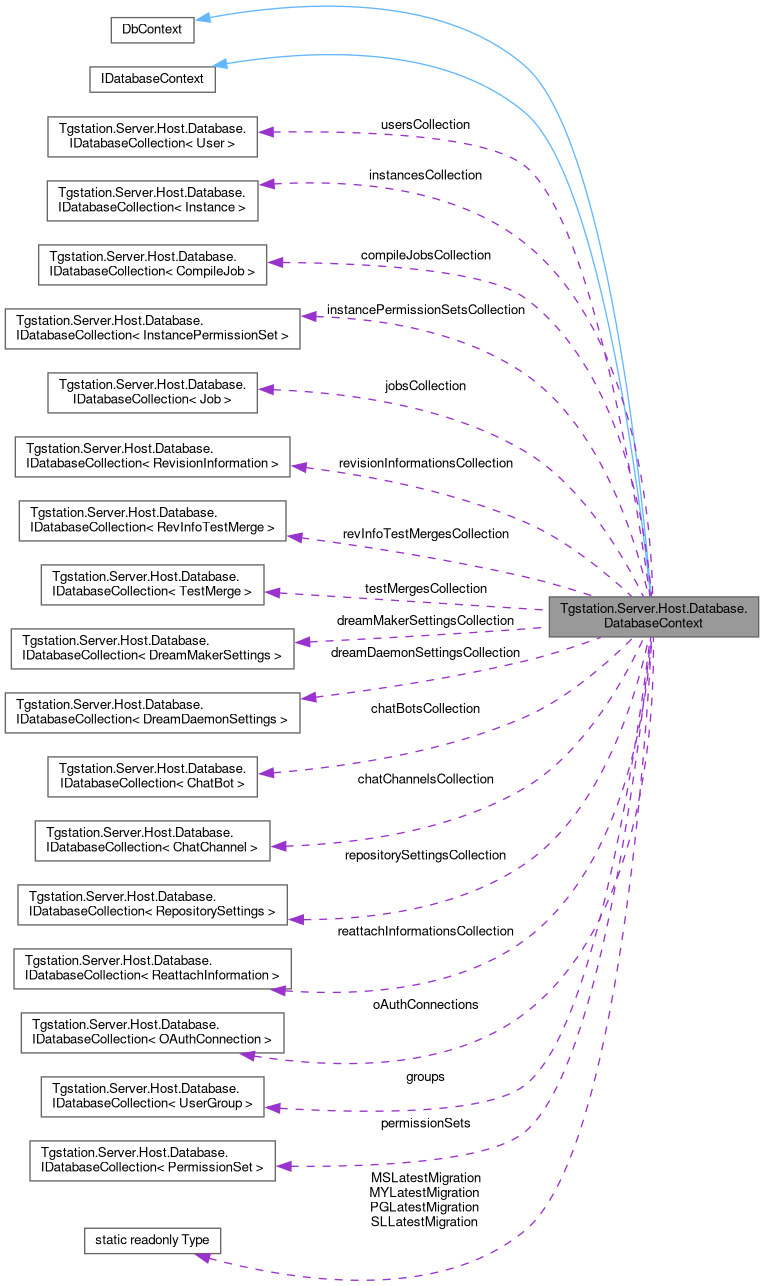 DbContext
IDatabaseContext
usersCollection
Tgstation.Server.Host.Database.
IDatabaseCollection< User >
instancesCollection
Tgstation.Server.Host.Database.
IDatabaseCollection< Instance >
compileJobsCollection
Tgstation.Server.Host.Database.
IDatabaseCollection< CompileJob >
instancePermissionSetsCollection
Tgstation.Server.Host.Database.
IDatabaseCollection< InstancePermissionSet >
jobsCollection
Tgstation.Server.Host.Database.
IDatabaseCollection< Job >
revisionInformationsCollection
Tgstation.Server.Host.Database.
IDatabaseCollection< RevisionInformation >
revInfoTestMergesCollection
Tgstation.Server.Host.Database.
IDatabaseCollection< RevInfoTestMerge >
testMergesCollection
Tgstation.Server.Host.Database.
IDatabaseCollection< TestMerge >
Tgstation.Server.Host.Database.
DatabaseContext
dreamMakerSettingsCollection
Tgstation.Server.Host.Database.
IDatabaseCollection< DreamMakerSettings >
dreamDaemonSettingsCollection
Tgstation.Server.Host.Database.
IDatabaseCollection< DreamDaemonSettings >
chatBotsCollection
Tgstation.Server.Host.Database.
IDatabaseCollection< ChatBot >
chatChannelsCollection
Tgstation.Server.Host.Database.
IDatabaseCollection< ChatChannel >
repositorySettingsCollection
Tgstation.Server.Host.Database.
IDatabaseCollection< RepositorySettings >
reattachInformationsCollection
Tgstation.Server.Host.Database.
IDatabaseCollection< ReattachInformation >
oAuthConnections
Tgstation.Server.Host.Database.
IDatabaseCollection< OAuthConnection >
groups
Tgstation.Server.Host.Database.
IDatabaseCollection< UserGroup >
permissionSets
Tgstation.Server.Host.Database.
IDatabaseCollection< PermissionSet >
MSLatestMigration
MYLatestMigration
PGLatestMigration
SLLatestMigration
static readonly Type